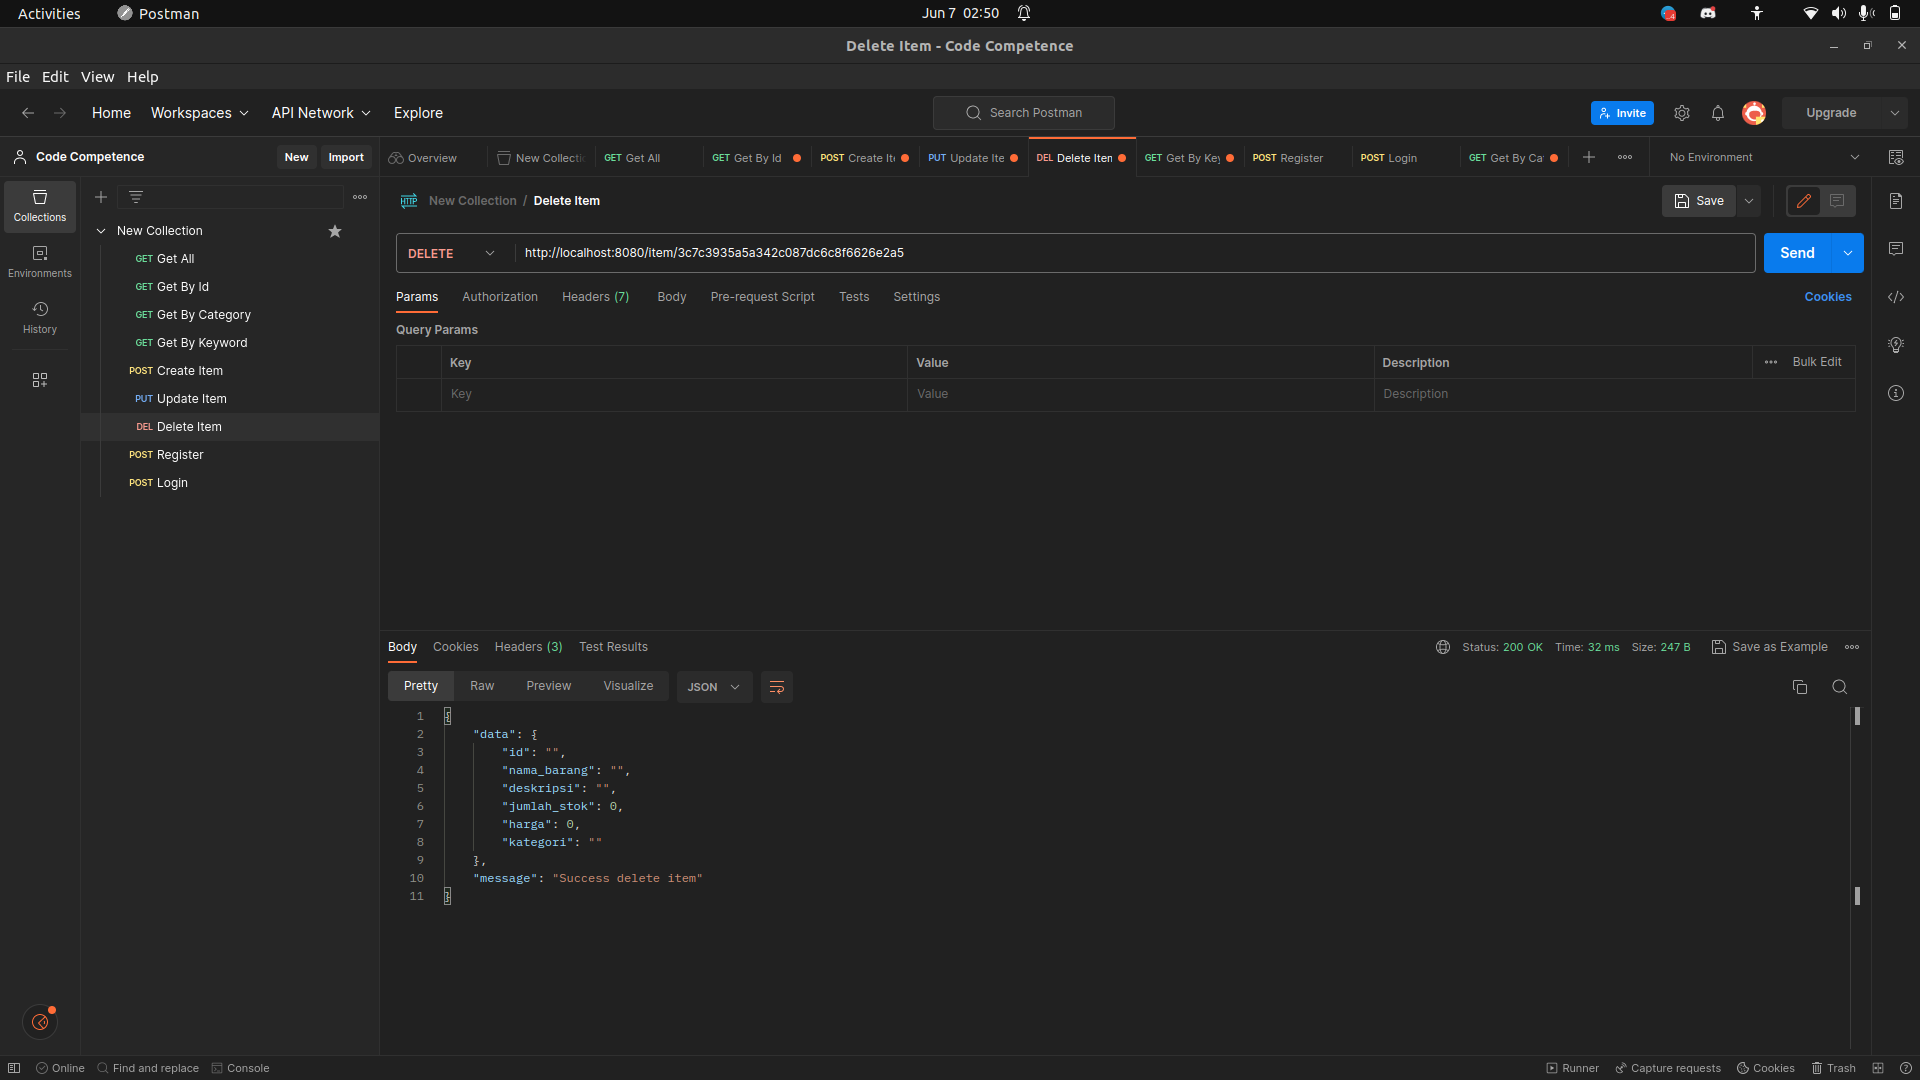 Activities
Postman
Jun 7 02:50
Delete Item - Code Competence
File Edit View Help
Home
Workspaces
API Network
Explore
Search Postman
Invite
Upgrade
Code Competence
New
Import
Overview
New Collectio
GET Get All
GET Get By Id
POST Create Ite
PUT Update Ite
DEL Delete Item
GET Get By Key
POST Register
POST Login
GET Get By Cat
No Environment
Collections
Environments
History
New Collection
GET Get All
GET Get By Id
GET Get By Category
GET Get By Keyword
POST Create Item
PUT Update Item
DEL Delete Item
POST Register
POST Login
HTTP New Collection / Delete Item
Save
DELETE
http://localhost:8080/item/3c7c3935a5a342c087dc6c8f6626e2a5
Send
Params Authorization Headers (7) Body Pre-request Script Tests Settings
Cookies
Query Params
Key Value Description Bulk Edit
Key Value Description
Body Cookies Headers (3) Test Results
Status: 200 OK Time: 32 ms Size: 247 B
Save as Example
Pretty Raw Preview Visualize JSON
1 {
2 "data": {
3 "id": "",
4 "nama_barang": "",
5 "deskripsi": "",
6 "jumlah_stok": 0,
7 "harga": 0,
8 "kategori": ""
9 },
10 "message": "Success delete item"
11 }
Online
Find and replace
Console
Runner
Capture requests
Cookies
Trash